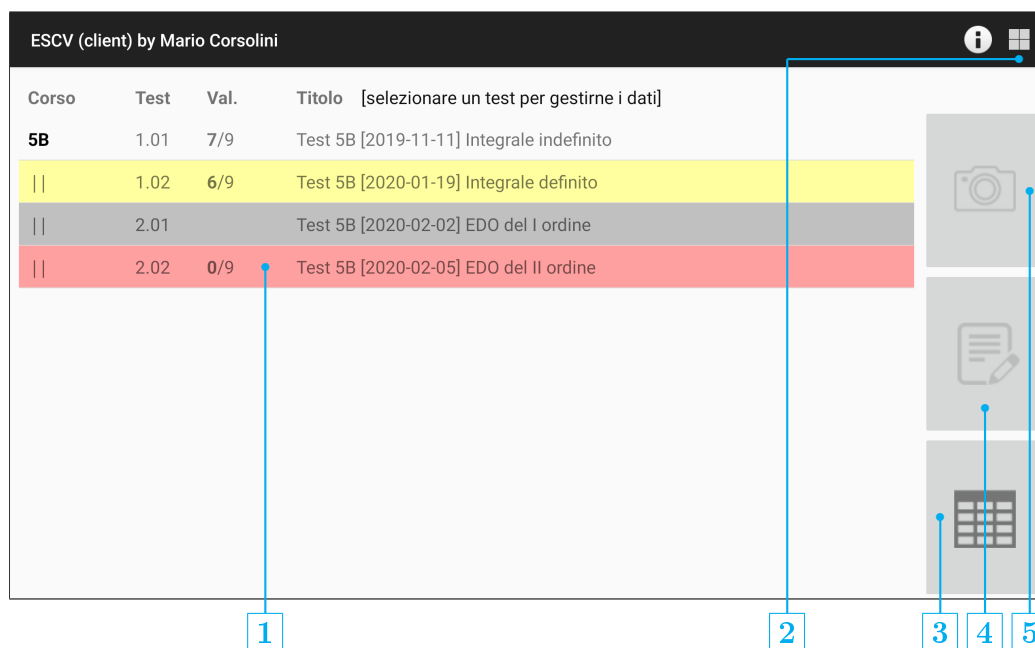 ESCV (client) by Mario Corsolini
Corso Test Val. Titolo [selezionare un test per gestirne i dati]
5B 1.01 7/9 Test 5B [2019-11-11] Integrale indefinito
|| 1.02 6/9 Test 5B [2020-01-19] Integrale definito
|| 2.01 Test 5B [2020-02-02] EDO del I ordine
|| 2.02 0/9 Test 5B [2020-02-05] EDO del II ordine
1 2 3 4 5